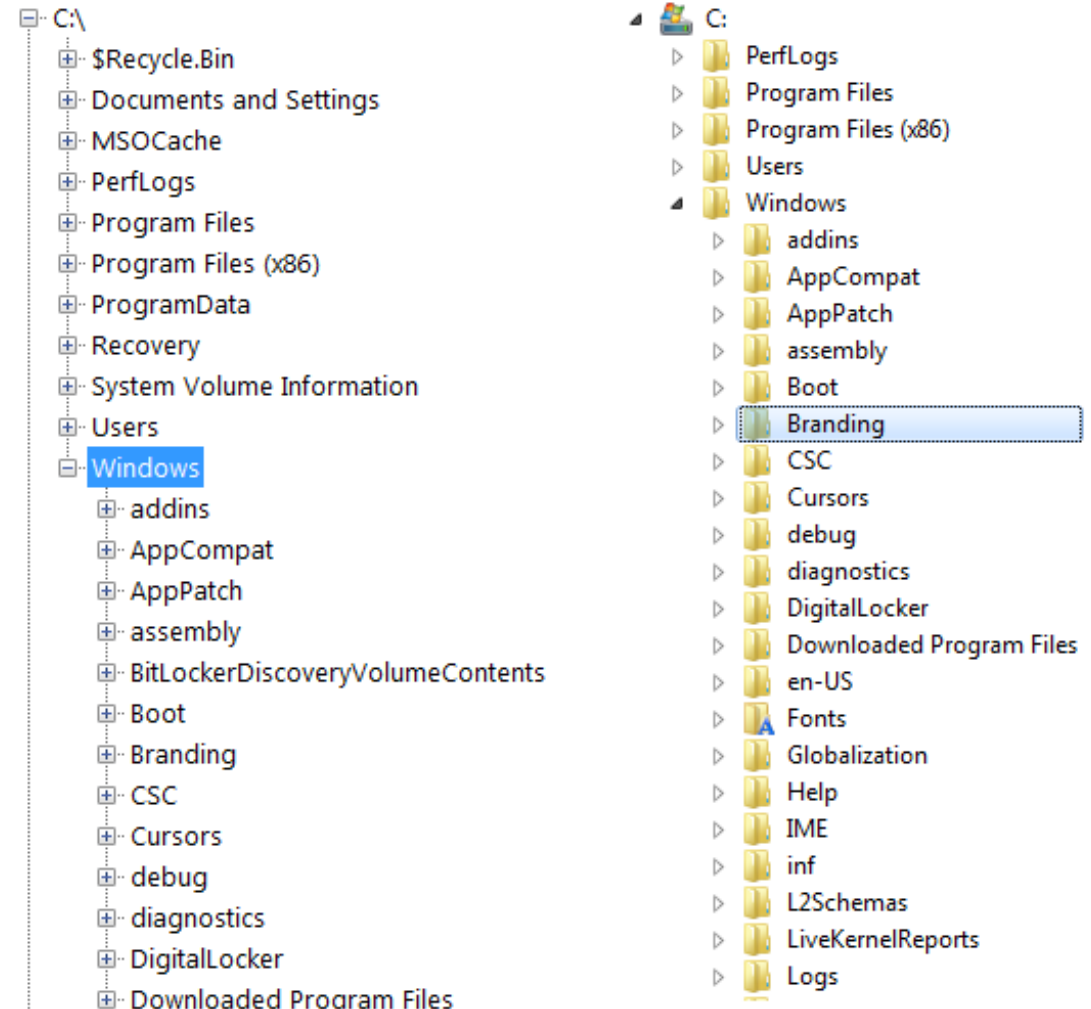 C:\
$Recycle.Bin
Documents and Settings
MSOCache
PerfLogs
Program Files
Program Files (x86)
ProgramData
Recovery
System Volume Information
Users
Windows
addins
AppCompat
AppPatch
assembly
BitLockerDiscoveryVolumeContents
Boot
Branding
CSC
Cursors
debug
diagnostics
DigitalLocker
Downloaded Program Files
C:
PerfLogs
Program Files
Program Files (x86)
Users
Windows
addins
AppCompat
AppPatch
assembly
Boot
Branding
CSC
Cursors
debug
diagnostics
DigitalLocker
Downloaded Program Files
en-US
Fonts
Globalization
Help
IME
inf
L2Schemas
LiveKernelReports
Logs